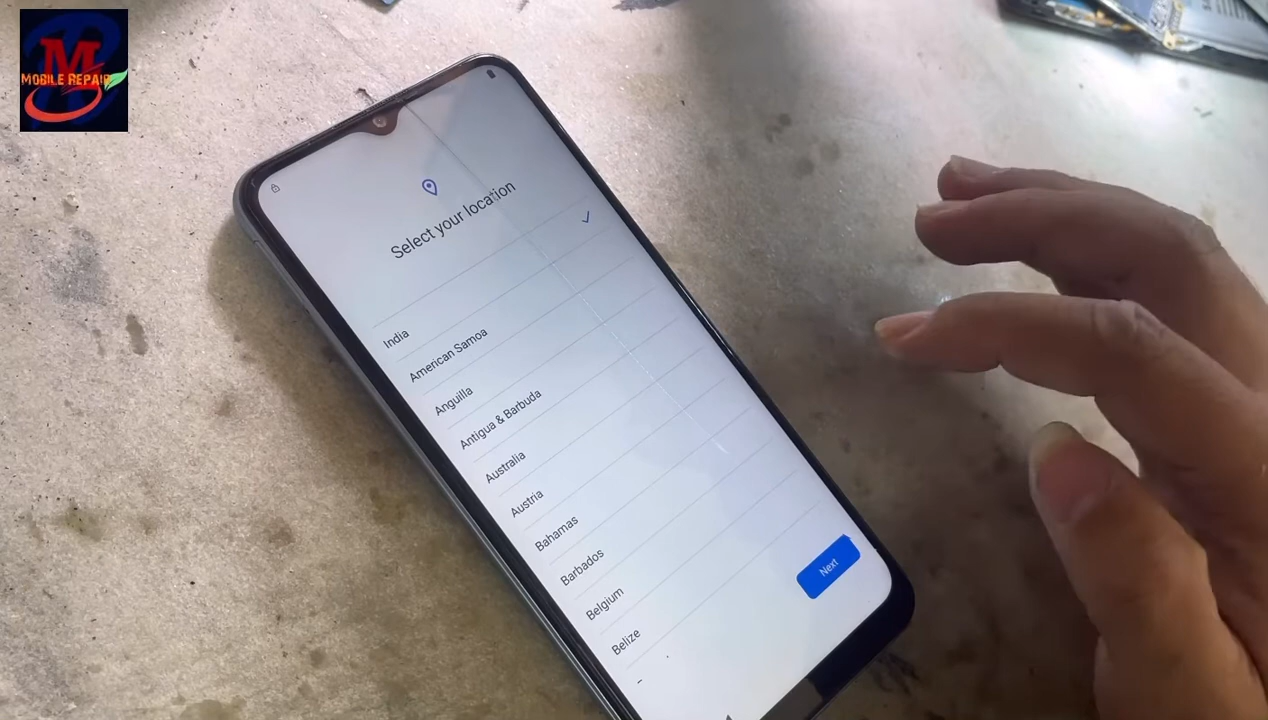 M
MOBILE REPAIR
Select your location
India
American Samoa
Anguilla
Antigua & Barbuda
Australia
Austria
Bahamas
Barbados
Belgium
Belize
Next